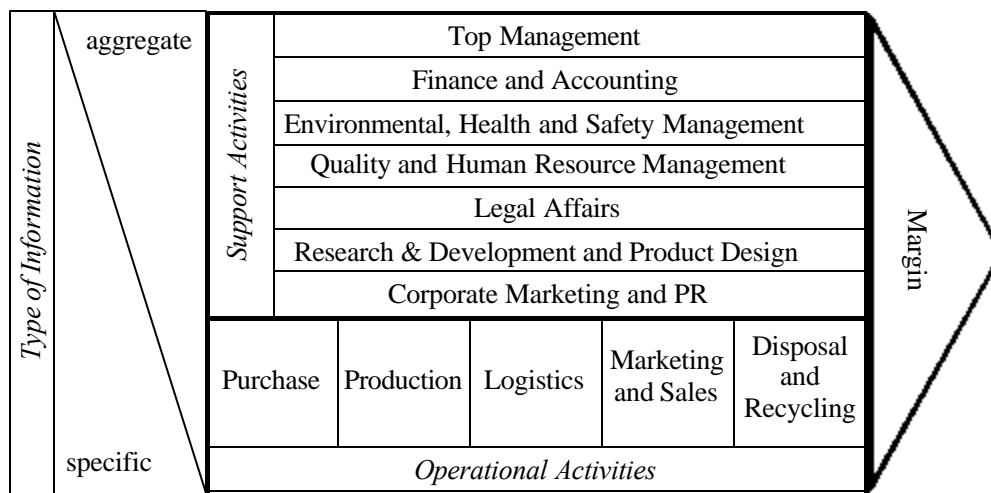 aggregate
Type of Information
specific
Support Activities
Top Management
Finance and Accounting
Environmental, Health and Safety Management
Quality and Human Resource Management
Legal Affairs
Research & Development and Product Design
Corporate Marketing and PR
Purchase
Production
Logistics
Marketing
and Sales
Disposal
and
Recycling
Operational Activities
Margin